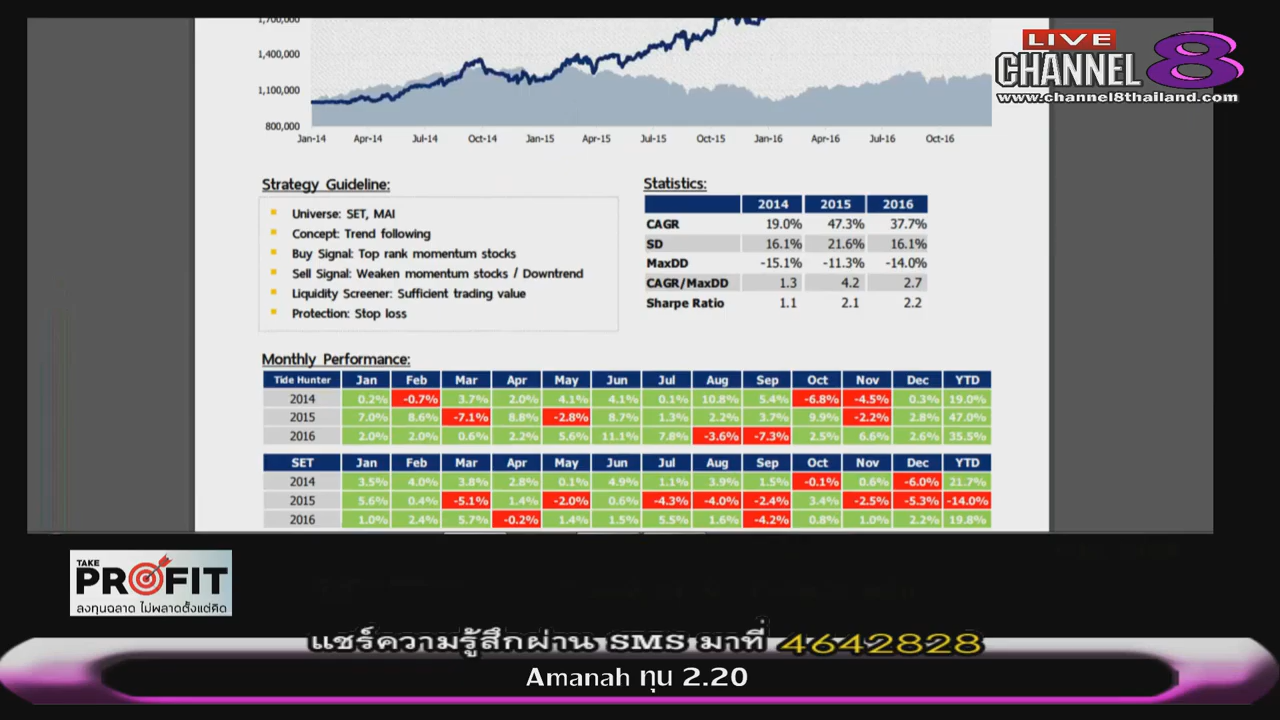 1,700,000
1,400,000
1,100,000
800,000
Jan-14 Apr-14 Jul-14 Oct-14 Jan-15 Apr-15 Jul-15 Oct-15 Jan-16 Apr-16 Jul-16 Oct-16
LIVE
CHANNEL 8
www.channel8thailand.com
Strategy Guideline:
Universe: SET, MAI
Concept: Trend following
Buy Signal: Top rank momentum stocks
Sell Signal: Weaken momentum stocks / Downtrend
Liquidity Screener: Sufficient trading value
Protection: Stop loss
Statistics:
2014 2015 2016
CAGR 19.0% 47.3% 37.7%
SD 16.1% 21.6% 16.1%
MaxDD -15.1% -11.3% -14.0%
CAGR/MaxDD 1.3 4.2 2.7
Sharpe Ratio 1.1 2.1 2.2
Monthly Performance:
Tide Hunter Jan Feb Mar Apr May Jun Jul Aug Sep Oct Nov Dec YTD
2014 0.2% -0.7% 3.7% 2.0% 4.1% 4.1% 0.1% 10.8% 5.4% -6.8% -4.5% 0.3% 19.0%
2015 7.0% 8.6% -7.1% 8.8% -2.8% 8.7% 1.3% 2.2% 3.7% 9.9% -2.2% 2.8% 47.0%
2016 2.0% 2.0% 0.6% 2.2% 5.6% 11.1% 7.8% -3.6% -7.3% 2.5% 6.6% 2.6% 35.5%
SET Jan Feb Mar Apr May Jun Jul Aug Sep Oct Nov Dec YTD
2014 3.5% 4.0% 3.8% 2.8% 0.1% 4.9% 1.1% 3.9% 1.5% -0.1% 0.6% -6.0% 21.7%
2015 5.6% 0.4% -5.1% 1.4% -2.0% 0.6% -4.3% -4.0% -2.4% 3.4% -2.5% -5.3% -14.0%
2016 1.0% 2.4% 5.7% -0.2% 1.4% 1.5% 5.5% 1.6% -4.2% 0.8% 1.0% 2.2% 19.8%
TAKE
PROFIT
ลงทุนฉลาด ไม่พลาดตั้งแต่คิด
แชร์ความรู้สึกผ่าน SMS มาที่ 4642828
Amanah ทุน 2.20